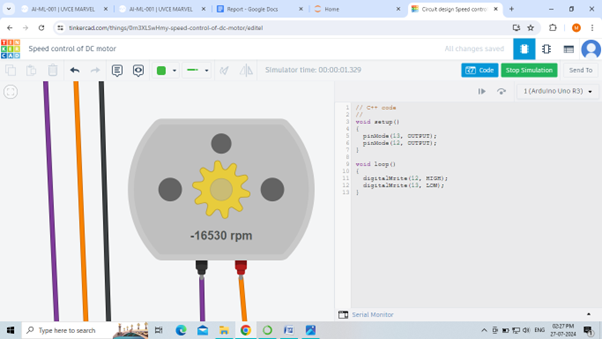 AI-ML-001 | UVCE MARVEL
AI-ML-001 | UVCE MARVEL
Report - Google Docs
Home
Circuit design Speed control
tinkercad.com/things/9m3XLSwHmy-speed-control-of-dc-motor/editel
TIN
KER
CAD
Speed control of DC motor
All changes saved
Simulator time: 00:00:01.329
Code
Stop Simulation
Send To
1 (Arduino Uno R3)
1 // C++ code
2 //
3 void setup()
4 {
5 pinMode(13, OUTPUT);
6 pinMode(12, OUTPUT);
7 }
8
9 void loop()
10 {
11 digitalWrite(12, HIGH);
12 digitalWrite(13, LOW);
13 }
-16530 rpm
Serial Monitor
Type here to search
ENG
02:27 PM
27-07-2024